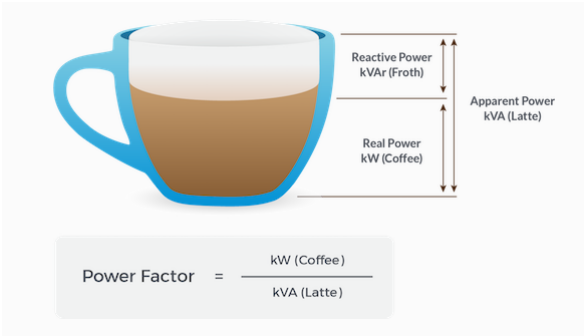 Reactive Power
kVAr (Froth)
Apparent Power
kVA (Latte)
Real Power
kW (Coffee)
Power Factor = kW (Coffee)
kVA (Latte)